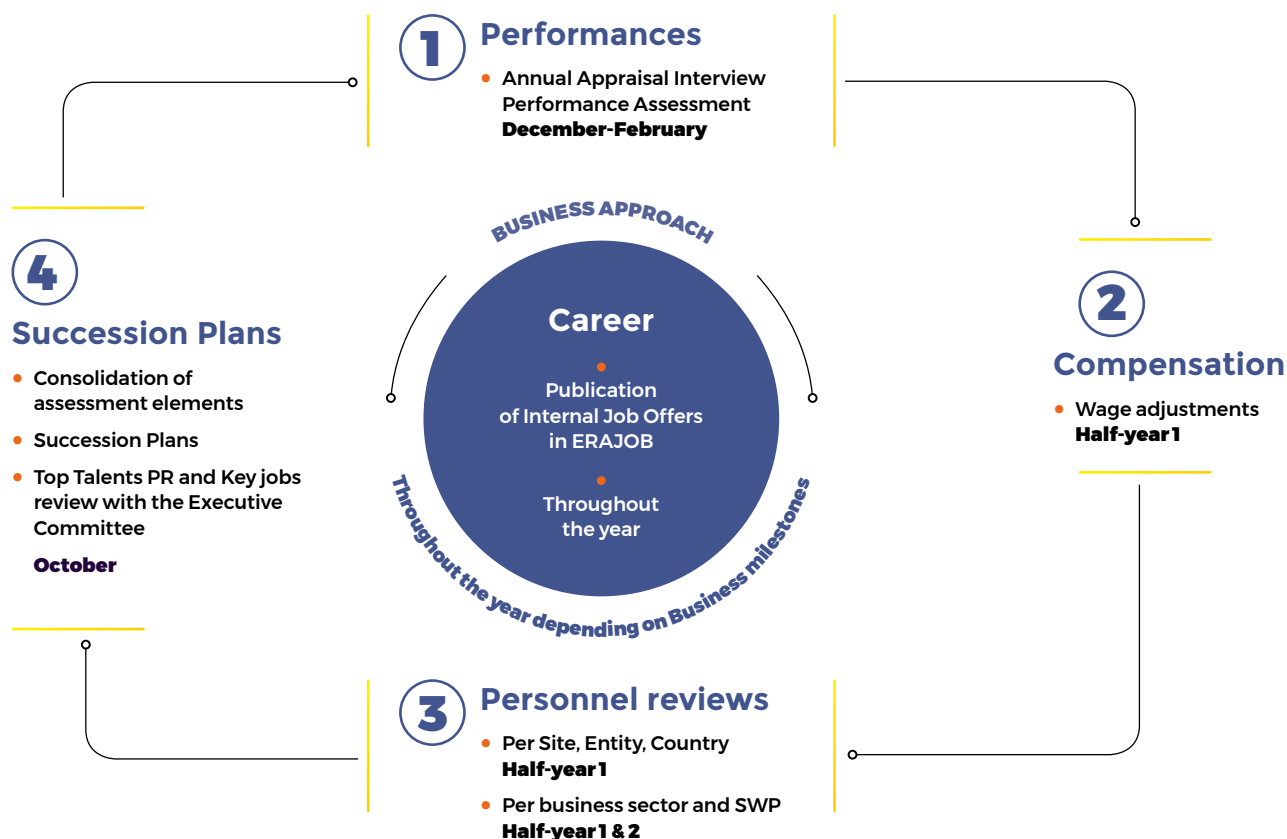 1
Performances
• Annual Appraisal Interview
Performance Assessment
December-February
BUSINESS APPROACH
Career
•
Publication
of Internal Job Offers
in ERAJOB
•
Throughout
the year
Throughout the year depending on Business milestones
2
Compensation
• Wage adjustments
Half-year 1
3
Personnel reviews
• Per Site, Entity, Country
Half-year 1
• Per business sector and SWP
Half-year 1 & 2
4
Succession Plans
• Consolidation of
assessment elements
• Succession Plans
• Top Talents PR and Key jobs
review with the Executive
Committee
October